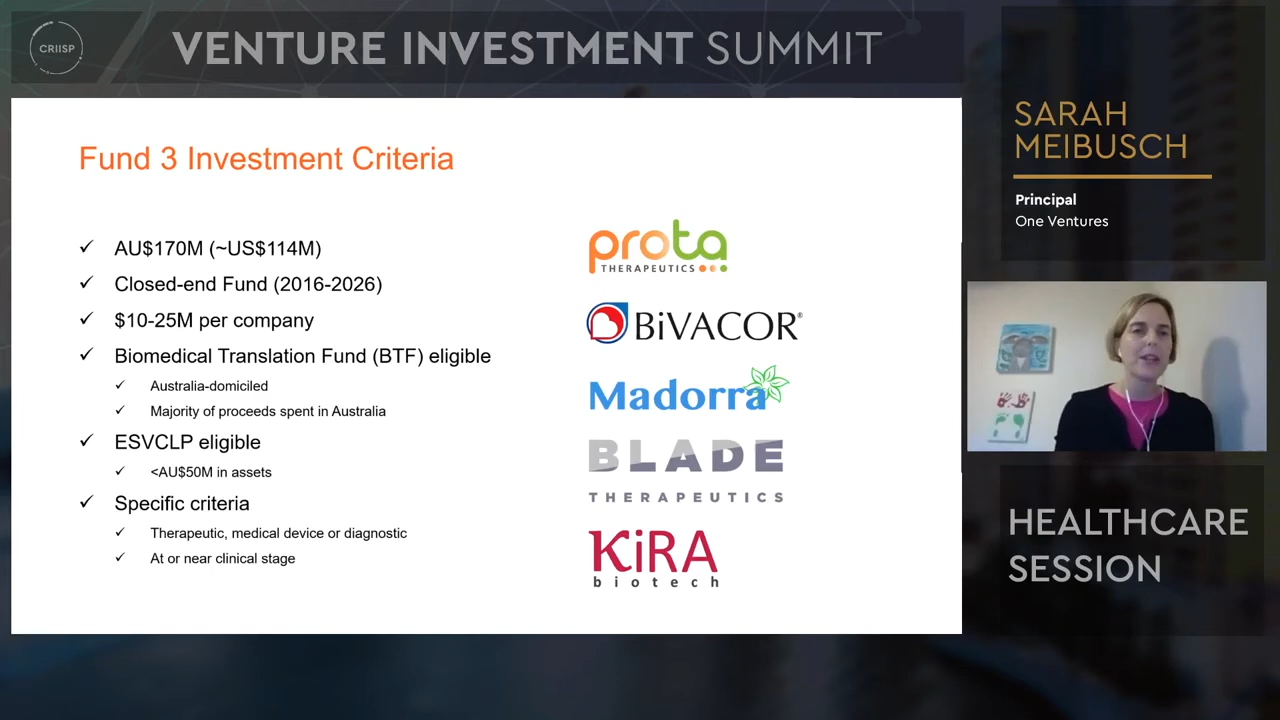 CRIISP
VENTURE INVESTMENT SUMMIT
Fund 3 Investment Criteria
✓ AU$170M (~US$114M)
✓ Closed-end Fund (2016-2026)
✓ $10-25M per company
✓ Biomedical Translation Fund (BTF) eligible
✓ Australia-domiciled
✓ Majority of proceeds spent in Australia
✓ ESVCLP eligible
✓ <AU$50M in assets
✓ Specific criteria
✓ Therapeutic, medical device or diagnostic
✓ At or near clinical stage
prota
THERAPEUTICS
BiVACOR®
Madorra
BLADE
THERAPEUTICS
KiRA
biotech
SARAH
MEIBUSCH
Principal
One Ventures
HEALTHCARE
SESSION